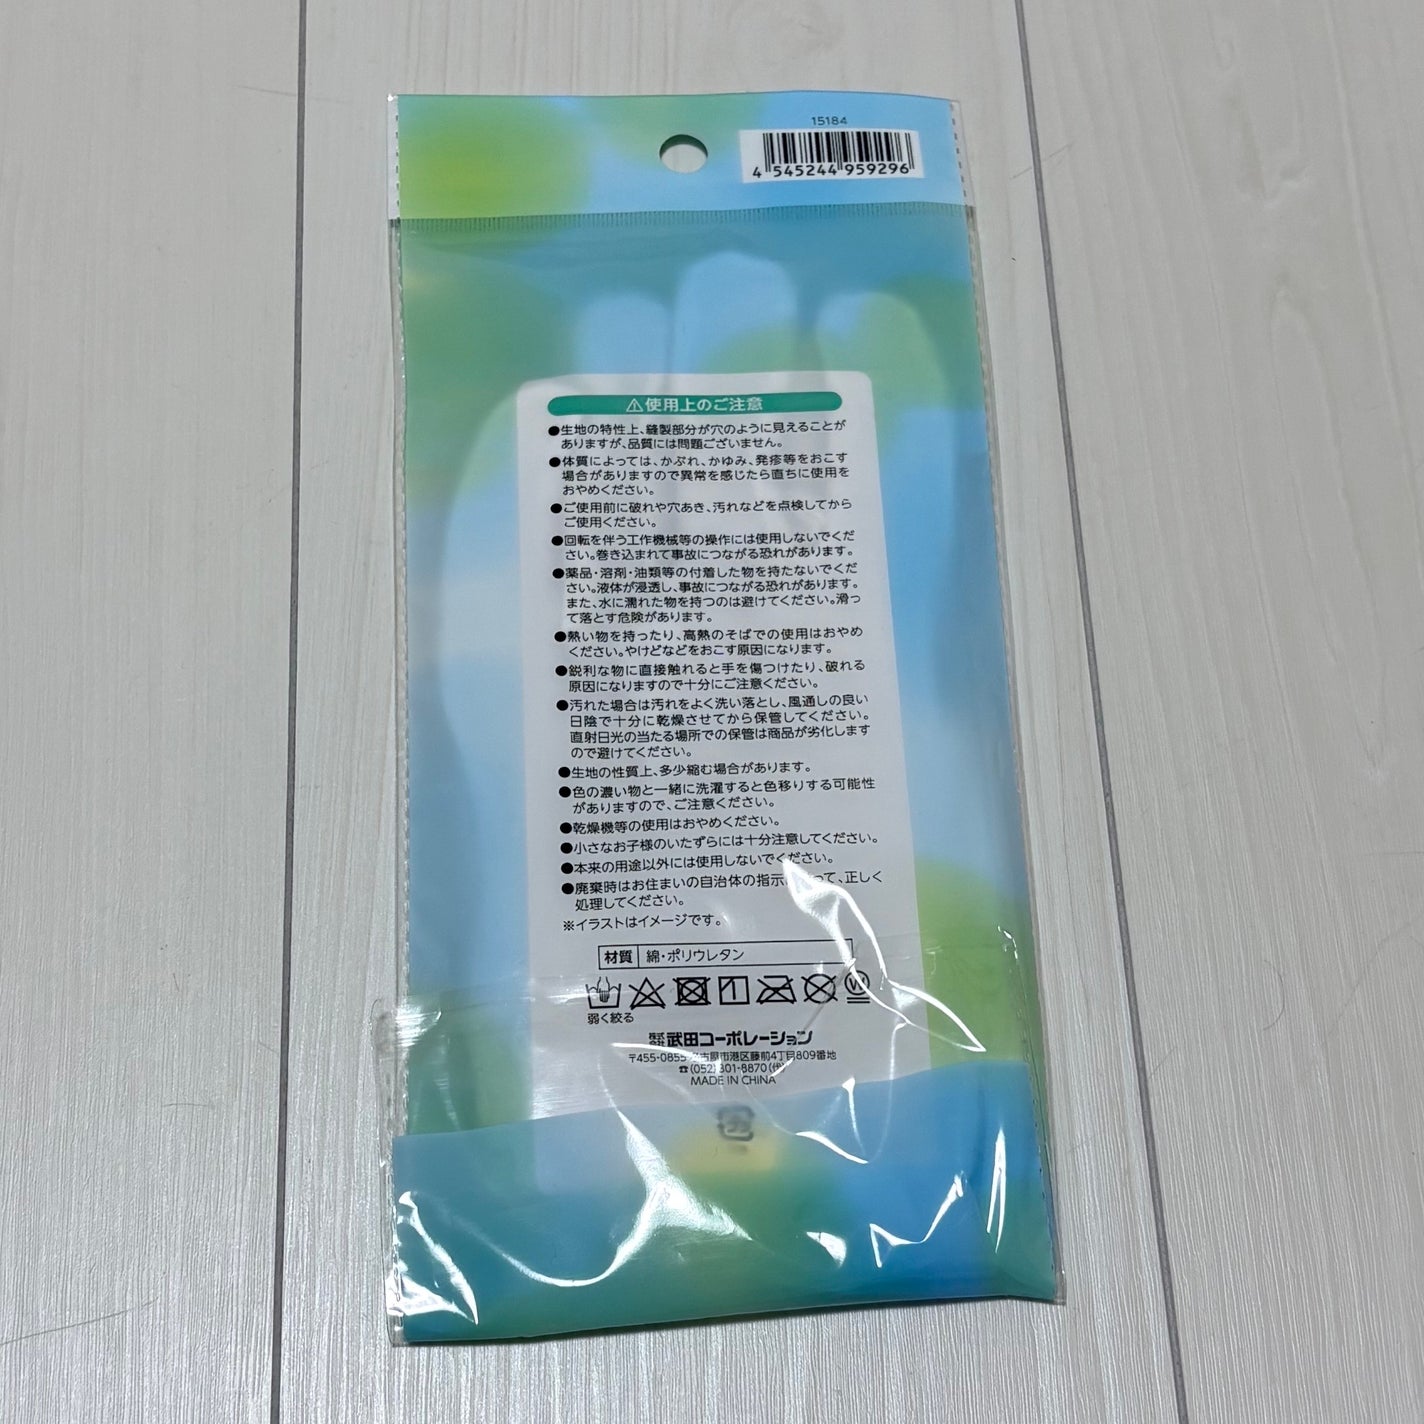 15184
4 545244 959296
⚠使用上のご注意
●生地の特性上、縫製部分が穴のように見えることが
ありますが、品質には問題ございません。
●体質によっては、かぶれ、かゆみ、発疹等をおこす
場合がありますので異常を感じたら直ちに使用を
おやめください。
●ご使用前に破れや穴あき、汚れなどを点検してから
ご使用ください。
●回転を伴う工作機械等の操作には使用しないでくだ
さい。巻き込まれて事故につながる恐れがあります。
●薬品・溶剤・油類等の付着した物を持たないでくだ
さい。液体が浸透し、事故につながる恐れがあります。
また、水に濡れた物を持つのは避けてください。滑っ
て落とす危険があります。
●熱い物を持ったり、高熱のそばでの使用はおやめ
ください。やけどなどをおこす原因になります。
●鋭利な物に直接触れると手を傷つけたり、破れる
原因になりますので十分にご注意ください。
●汚れた場合は汚れをよく洗い落とし、風通しの良い
日陰で十分に乾燥させてから保管してください。
直射日光の当たる場所での保管は商品が劣化します
ので避けてください。
●生地の性質上、多少縮む場合があります。
●色の濃い物と一緒に洗濯すると色移りする可能性
がありますので、ご注意ください。
●乾燥機等の使用はおやめください。
●小さなお子様のいたずらには十分注意してください。
●本来の用途以外には使用しないでください。
●廃棄時はお住まいの自治体の指示に って、正しく
処理してください。
※イラストはイメージです。
材質 綿・ポリウレタン
W
弱く絞る
株式会社 武田コーポレーション
〒455-0855 名古屋市港区藤前4丁目809番地
☎(052)301-8870(代)
MADE IN CHINA